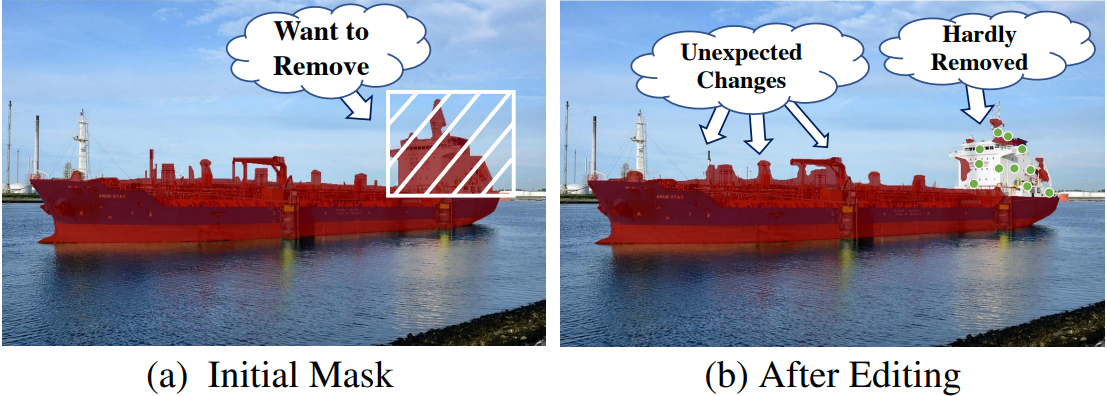 Want to
Remove
Unexpected
Changes
Hardly
Removed
(a) Initial Mask
(b) After Editing